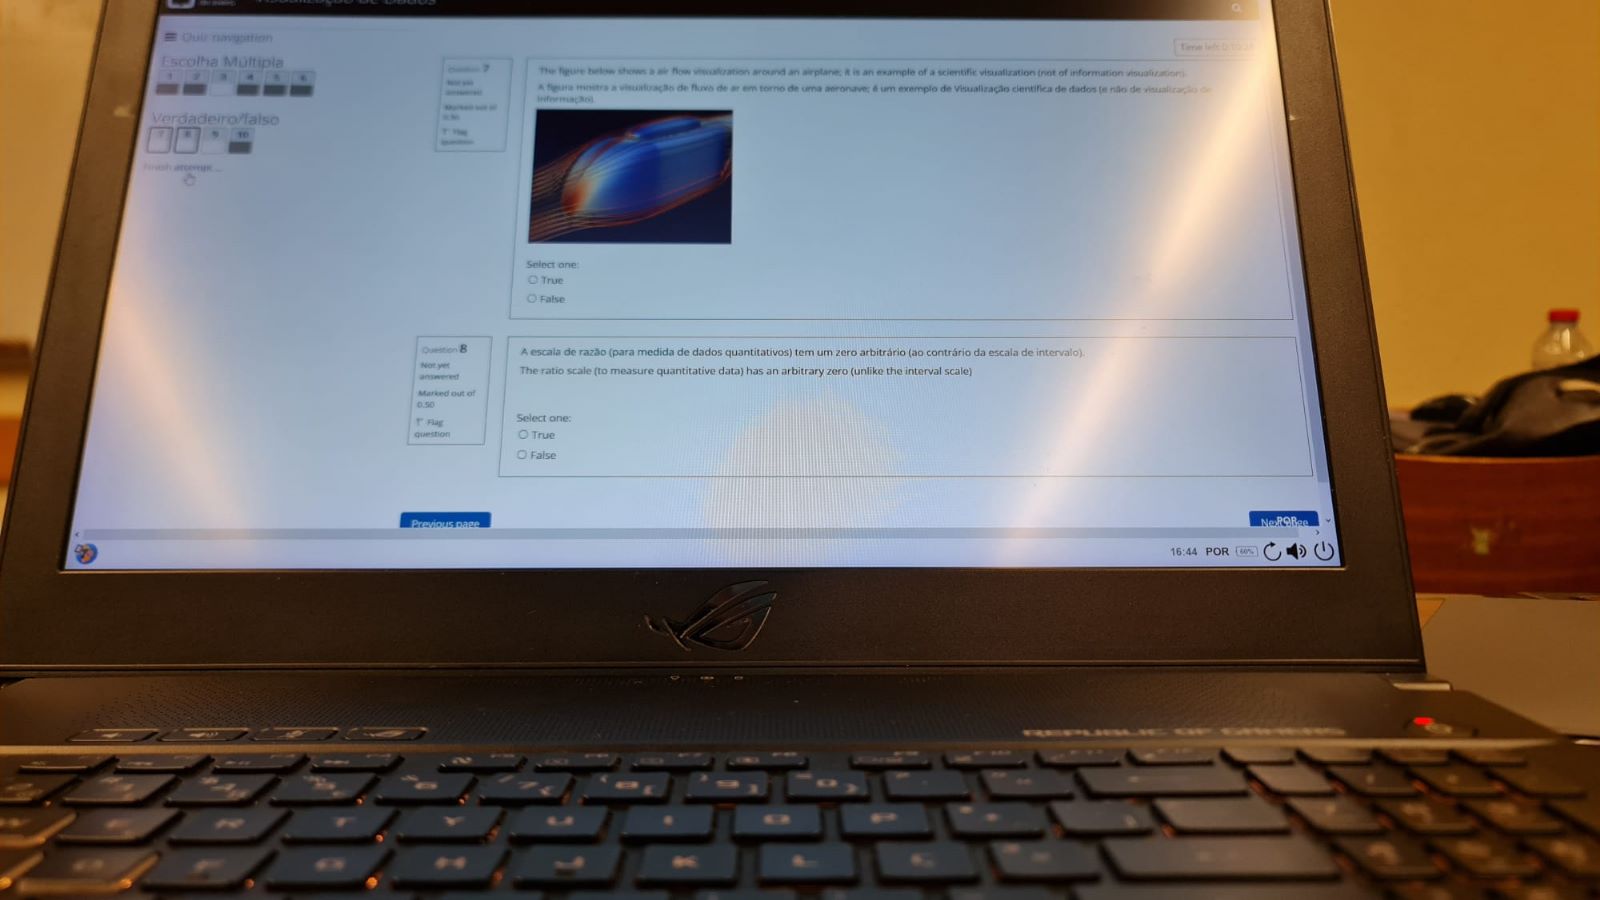 Visualização de Dados
Quiz navigation
Escolha Múltipla
1 2 3 4 5 6
Verdadeiro/falso
7 8 9 10
Finish attempt ...
Question 7
Not yet
answered
Marked out of
0.50
Flag
question
Time left 0:10:
The figure below shows a air flow visualization around an airplane; it is an example of a scientific visualization (not of information visualization).
A figura mostra a visualização de fluxo de ar em torno de uma aeronave; é um exemplo de Visualização científica de dados (e não de visualização de
informação).
Select one:
True
False
Question 8
Not yet
answered
Marked out of
0.50
Flag
question
A escala de razão (para medida de dados quantitativos) tem um zero arbitrário (ao contrário da escala de intervalo).
The ratio scale (to measure quantitative data) has an arbitrary zero (unlike the interval scale)
Select one:
True
False
Previous page
Next page
POR
16:44 POR 60%
REPUBLIC OF GAMERS
E R T Y U I O P
D F G H J K L Ç